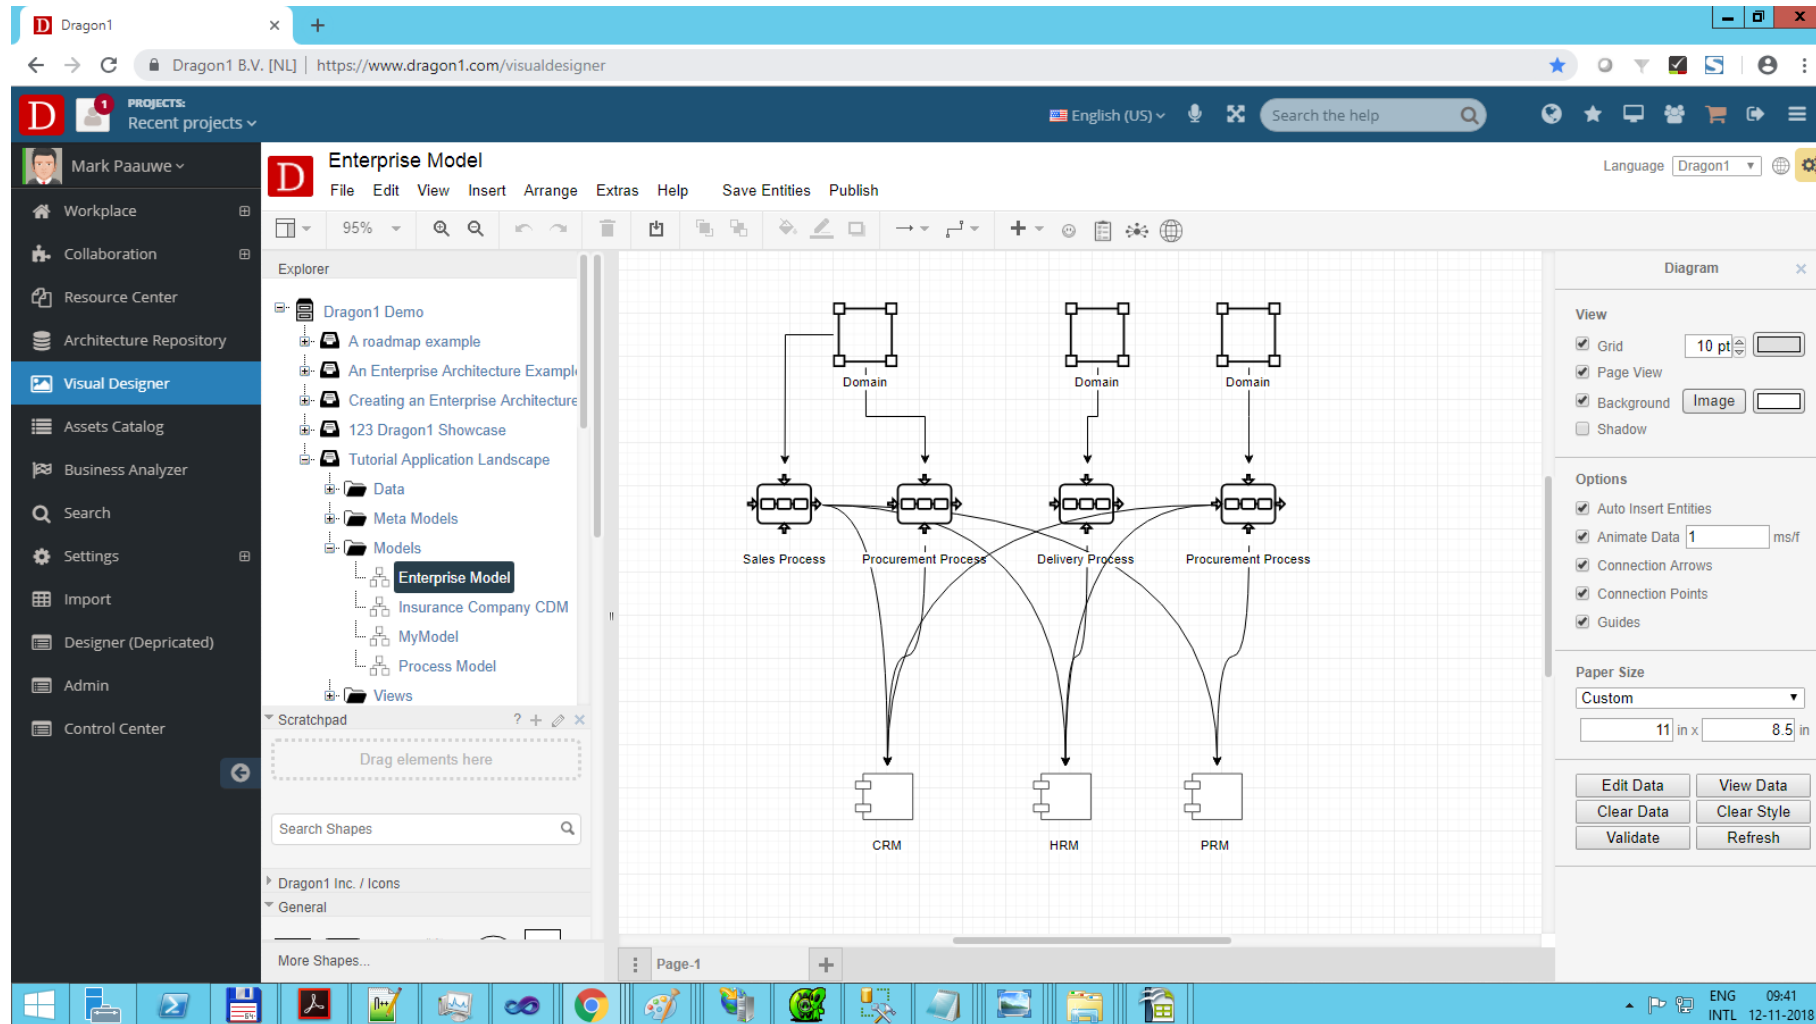 D Dragon1
Dragon1 B.V. [NL] | https://www.dragon1.com/visualdesigner
D 1 PROJECTS:
Recent projects
English (US)
Search the help
Mark Paauwe
Workplace
Collaboration
Resource Center
Architecture Repository
Visual Designer
Assets Catalog
Business Analyzer
Search
Settings
Import
Designer (Depricated)
Admin
Control Center
D Enterprise Model
File Edit View Insert Arrange Extras Help Save Entities Publish
Language Dragon1
95%
Explorer
Dragon1 Demo
A roadmap example
An Enterprise Architecture Example
Creating an Enterprise Architecture
123 Dragon1 Showcase
Tutorial Application Landscape
Data
Meta Models
Models
Enterprise Model
Insurance Company CDM
MyModel
Process Model
Views
Scratchpad ?
Drag elements here
Search Shapes
Dragon1 Inc. / Icons
General
More Shapes...
Domain Domain Domain
Sales Process Procurement Process Delivery Process Procurement Process
CRM HRM PRM
Page-1
Diagram
View
Grid 10 pt
Page View
Background Image
Shadow
Options
Auto Insert Entities
Animate Data 1 ms/f
Connection Arrows
Connection Points
Guides
Paper Size
Custom
11 in x 8.5 in
Edit Data View Data
Clear Data Clear Style
Validate Refresh
ENG 09:41
INTL 12-11-2018